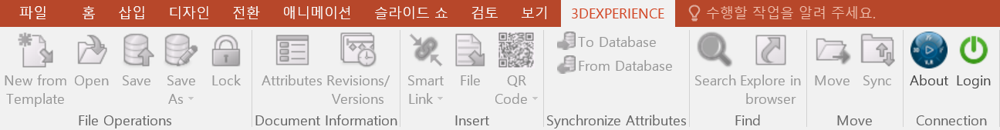 파일 홈 삽입 디자인 전환 애니메이션 슬라이드 쇼 검토 보기 3DEXPERIENCE 수행할 작업을 알려 주세요.
New from Template
Open
Save
Save As
Lock
File Operations
Attributes
Revisions/ Versions
Document Information
Smart Link
File
QR Code
Insert
To Database
From Database
Synchronize Attributes
Search
Explore in browser
Find
Move
Sync
Move
About
Login
Connection